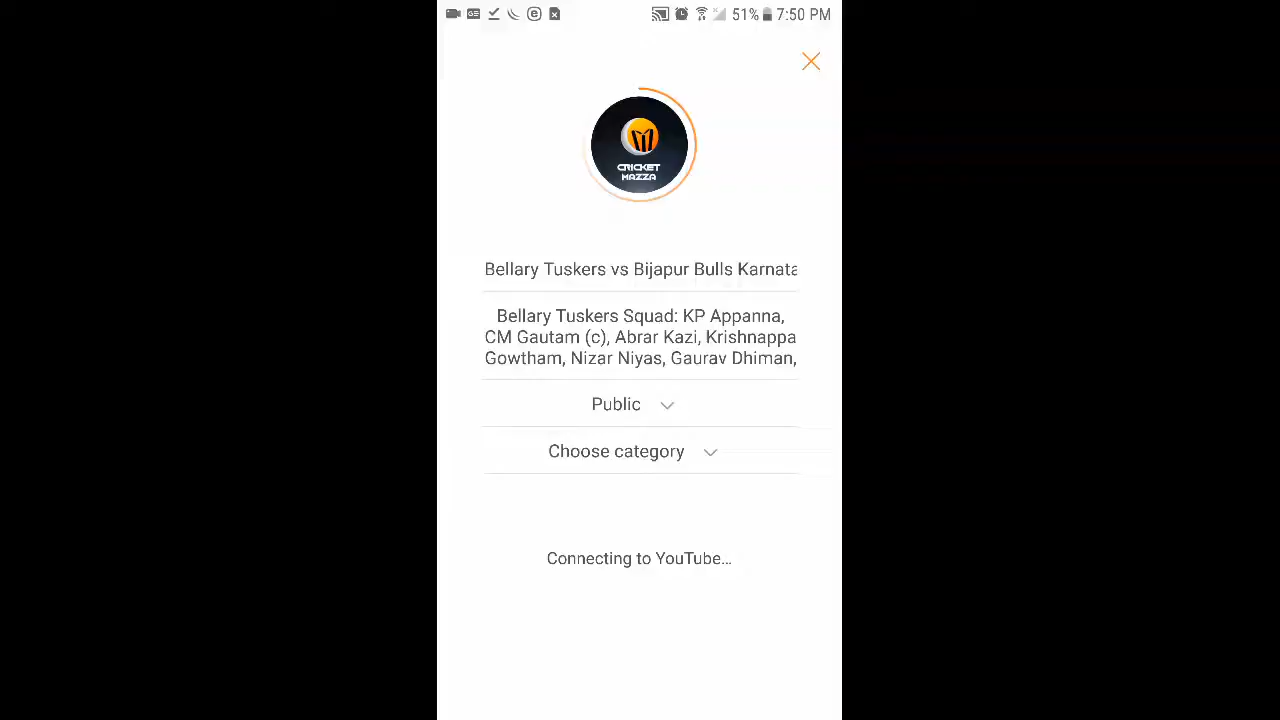 51% 7:50 PM
CRICKET
MAZZA
Bellary Tuskers vs Bijapur Bulls Karnata
Bellary Tuskers Squad: KP Appanna,
CM Gautam (c), Abrar Kazi, Krishnappa
Gowtham, Nizar Niyas, Gaurav Dhiman,
Public
Choose category
Connecting to YouTube...